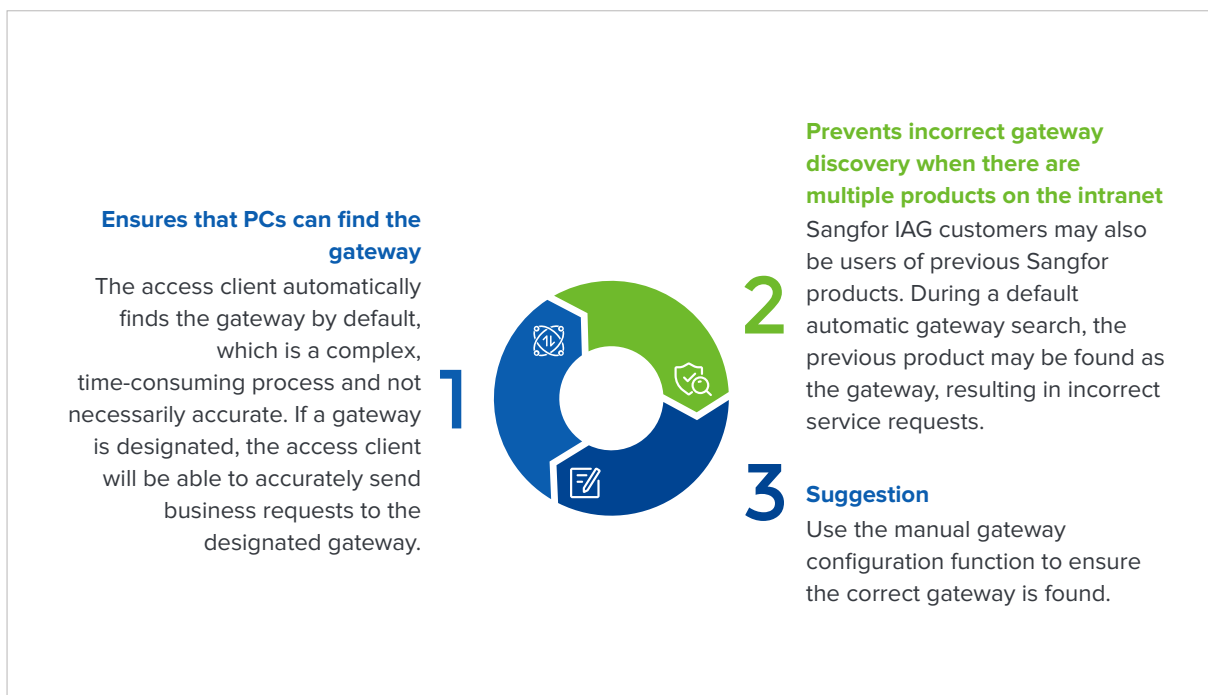 Ensures that PCs can find the
gateway
The access client automatically
finds the gateway by default,
which is a complex,
time-consuming process and not
necessarily accurate. If a gateway
is designated, the access client
will be able to accurately send
business requests to the
designated gateway.
1
Prevents incorrect gateway
discovery when there are
multiple products on the intranet
Sangfor IAG customers may also
be users of previous Sangfor
products. During a default
automatic gateway search, the
previous product may be found as
the gateway, resulting in incorrect
service requests.
2
3
Suggestion
Use the manual gateway
configuration function to ensure
the correct gateway is found.